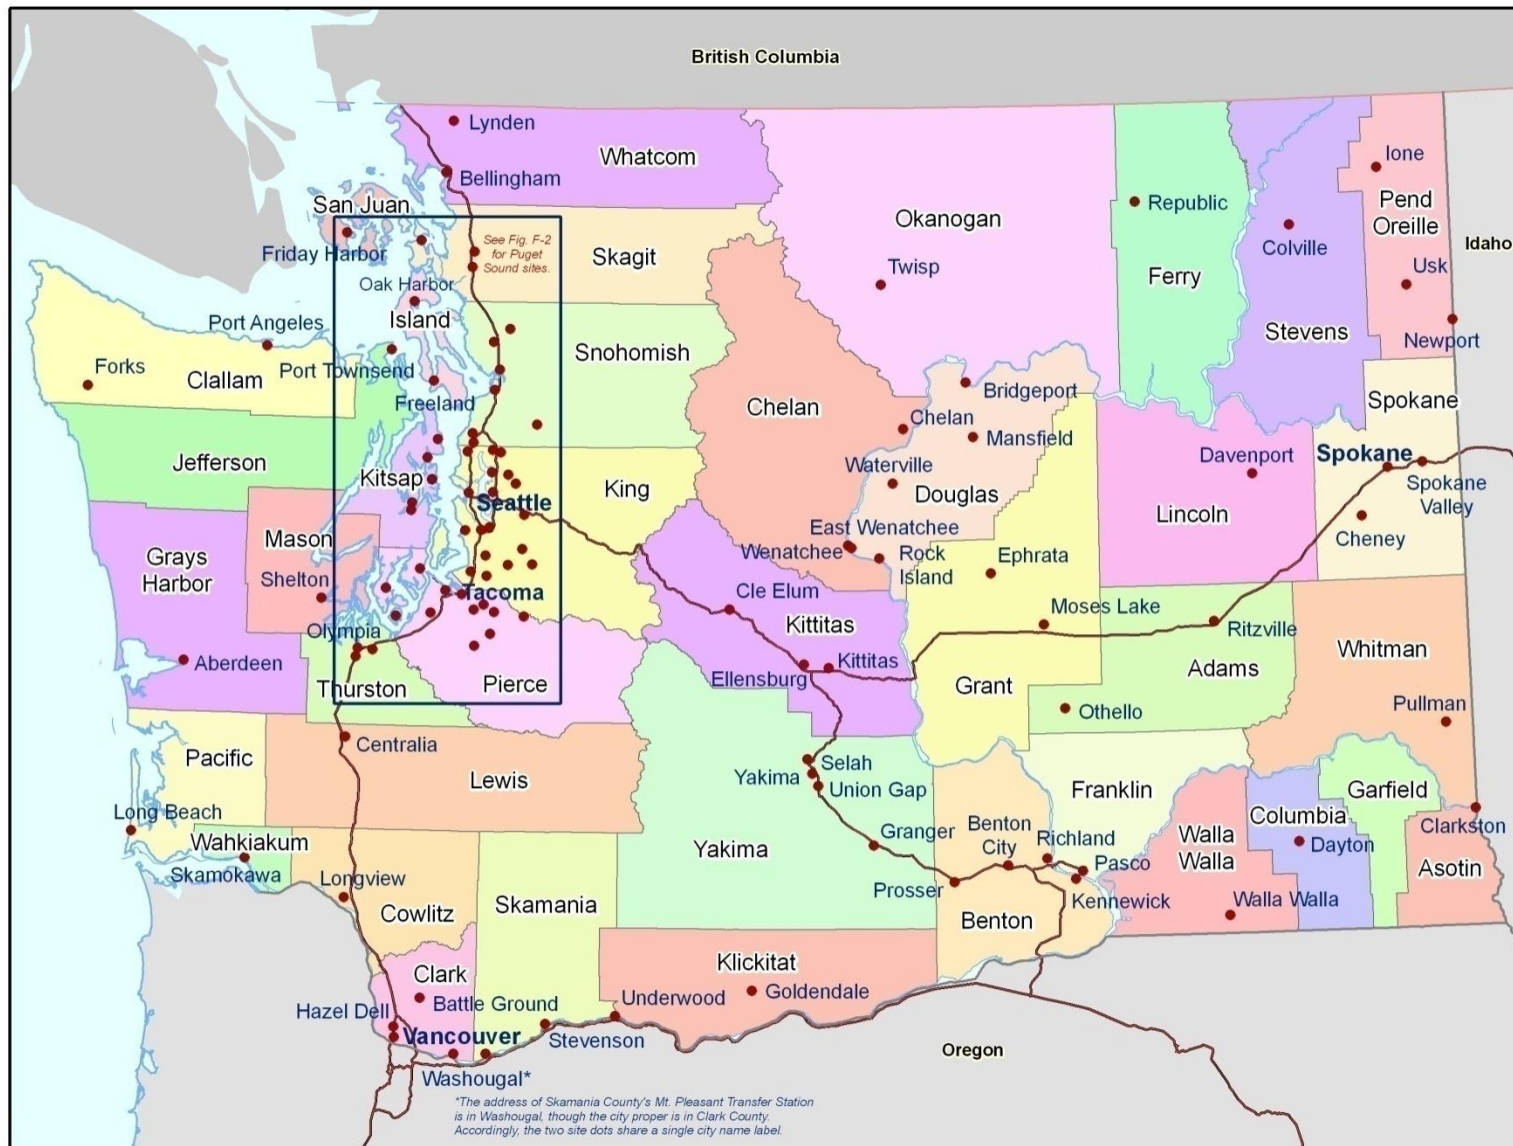 British Columbia
Lynden
Whatcom
Bellingham
Ione
Pend
Oreille
San Juan
Republic
Okanogan
Colville
Idaho
Friday Harbor
See Fig. F-2
for Puget
Sound sites.
Skagit
Twisp
Ferry
Usk
Oak Harbor
Island
Port Angeles
Stevens
Newport
Snohomish
Forks
Clallam
Port Townsend
Freeland
Bridgeport
Spokane
Chelan
Chelan
Mansfield
Jefferson
Kitsap
Waterville
Douglas
Davenport
Spokane
Spokane
Valley
King
Seattle
Lincoln
Cheney
Mason
Grays
Harbor
East Wenatchee
Wenatchee
Rock
Island
Ephrata
Shelton
Tacoma
Cle Elum
Kittitas
Moses Lake
Ritzville
Olympia
Aberdeen
Kittitas
Ellensburg
Whitman
Adams
Thurston
Pierce
Grant
Othello
Pullman
Centralia
Pacific
Lewis
Selah
Yakima
Union Gap
Franklin
Garfield
Long Beach
Columbia
Clarkston
Wahkiakum
Skamokawa
Yakima
Granger
Benton
City
Richland
Pasco
Walla
Walla
Dayton
Asotin
Longview
Cowlitz
Skamania
Prosser
Kennewick
Walla Walla
Benton
Clark
Klickitat
Battle Ground
Hazel Dell
Underwood
Goldendale
Vancouver
Stevenson
Oregon
Washougal*
*The address of Skamania County's Mt. Pleasant Transfer Station
is in Washougal, though the city proper is in Clark County.
Accordingly, the two site dots share a single city name label.